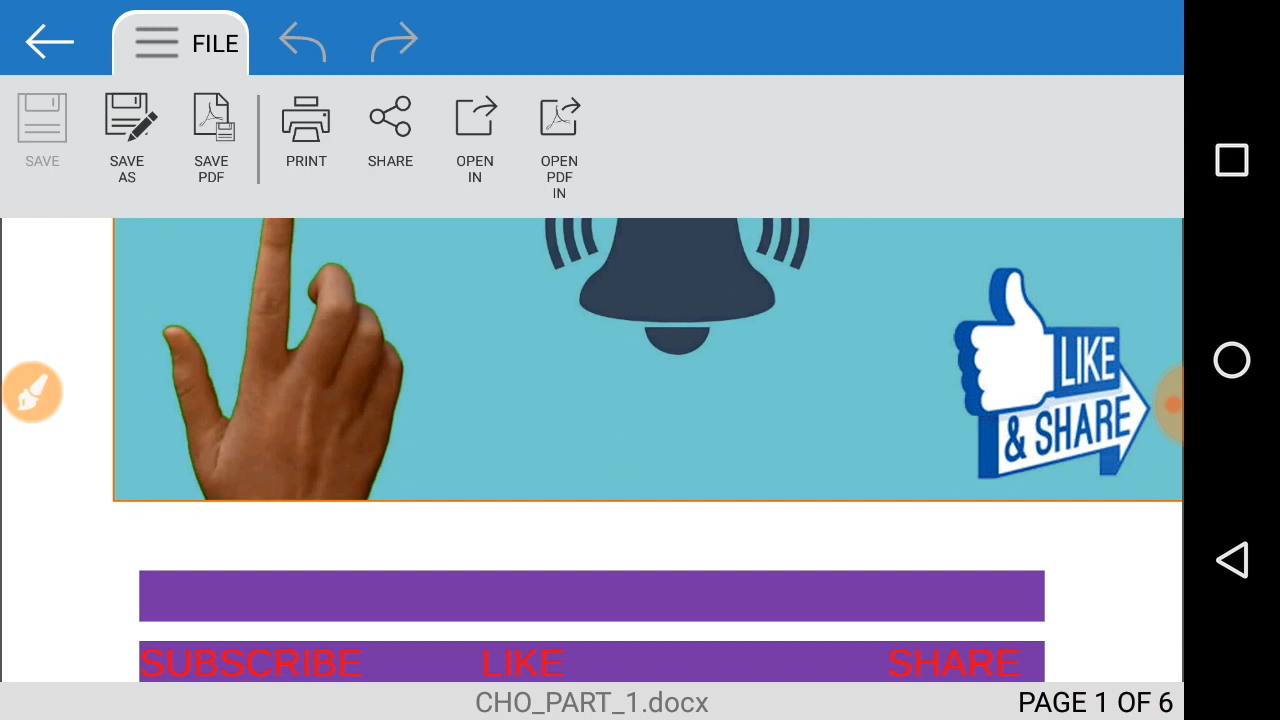 FILE
SAVE
SAVE AS
SAVE PDF
PRINT
SHARE
OPEN IN
OPEN PDF IN
LIKE
& SHARE
SUBSCRIBE LIKE SHARE
CHO_PART_1.docx
PAGE 1 OF 6